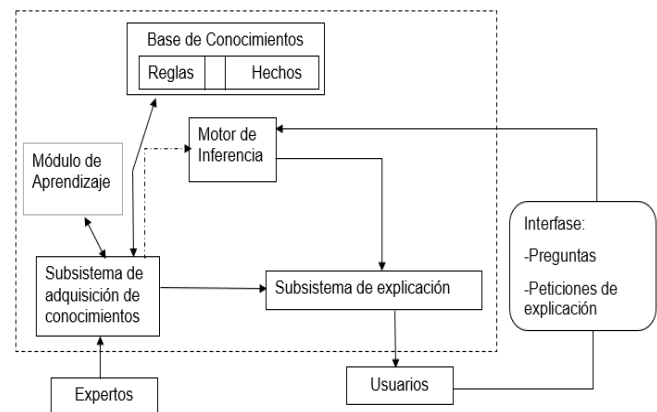 Base de Conocimientos
Reglas
Hechos
Motor de
Inferencia
Módulo de
Aprendizaje
Interfase:
-Preguntas
-Peticiones de
explicación
Subsistema de
adquisición de
conocimientos
Subsistema de explicación
Usuarios
Expertos